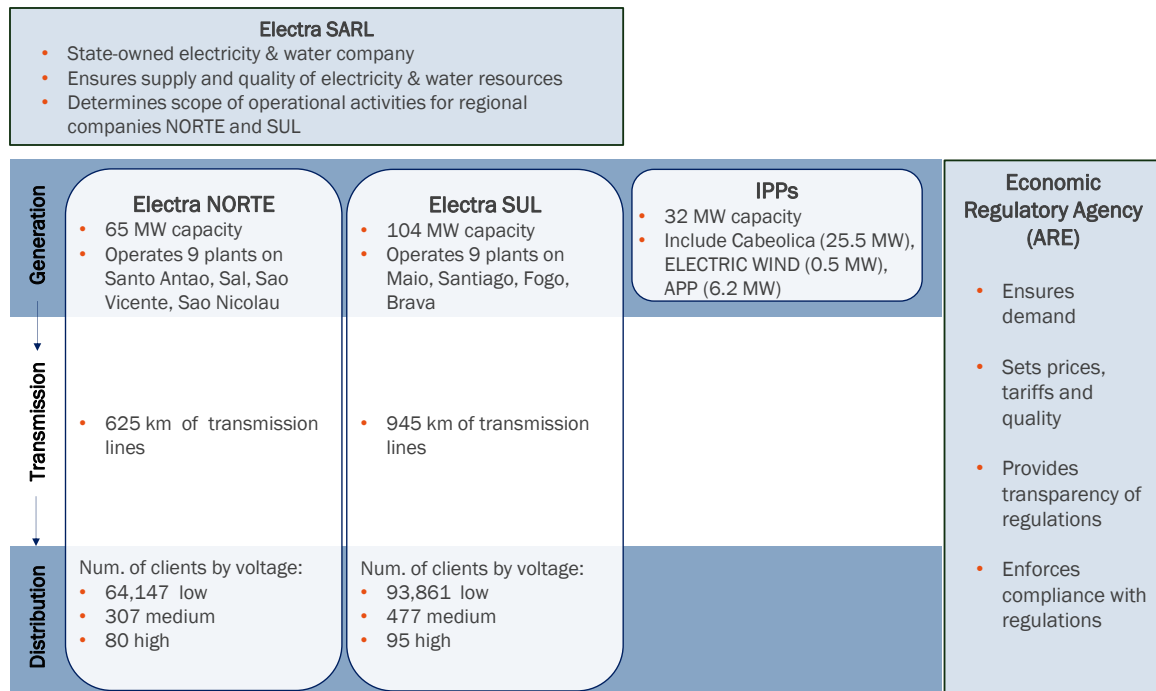 Electra SARL
• State-owned electricity & water company
• Ensures supply and quality of electricity & water resources
• Determines scope of operational activities for regional
companies NORTE and SUL
Generation
Electra NORTE
• 65 MW capacity
• Operates 9 plants on
Santo Antao, Sal, Sao
Vicente, Sao Nicolau
Electra SUL
• 104 MW capacity
• Operates 9 plants on
Maio, Santiago, Fogo,
Brava
IPPs
• 32 MW capacity
• Include Cabeolica (25.5 MW),
ELECTRIC WIND (0.5 MW),
APP (6.2 MW)
Transmission
• 625 km of transmission
lines
• 945 km of transmission
lines
Distribution
Num. of clients by voltage:
• 64,147 low
• 307 medium
• 80 high
Num. of clients by voltage:
• 93,861 low
• 477 medium
• 95 high
Economic
Regulatory Agency
(ARE)
• Ensures
demand
• Sets prices,
tariffs and
quality
• Provides
transparency of
regulations
• Enforces
compliance with
regulations